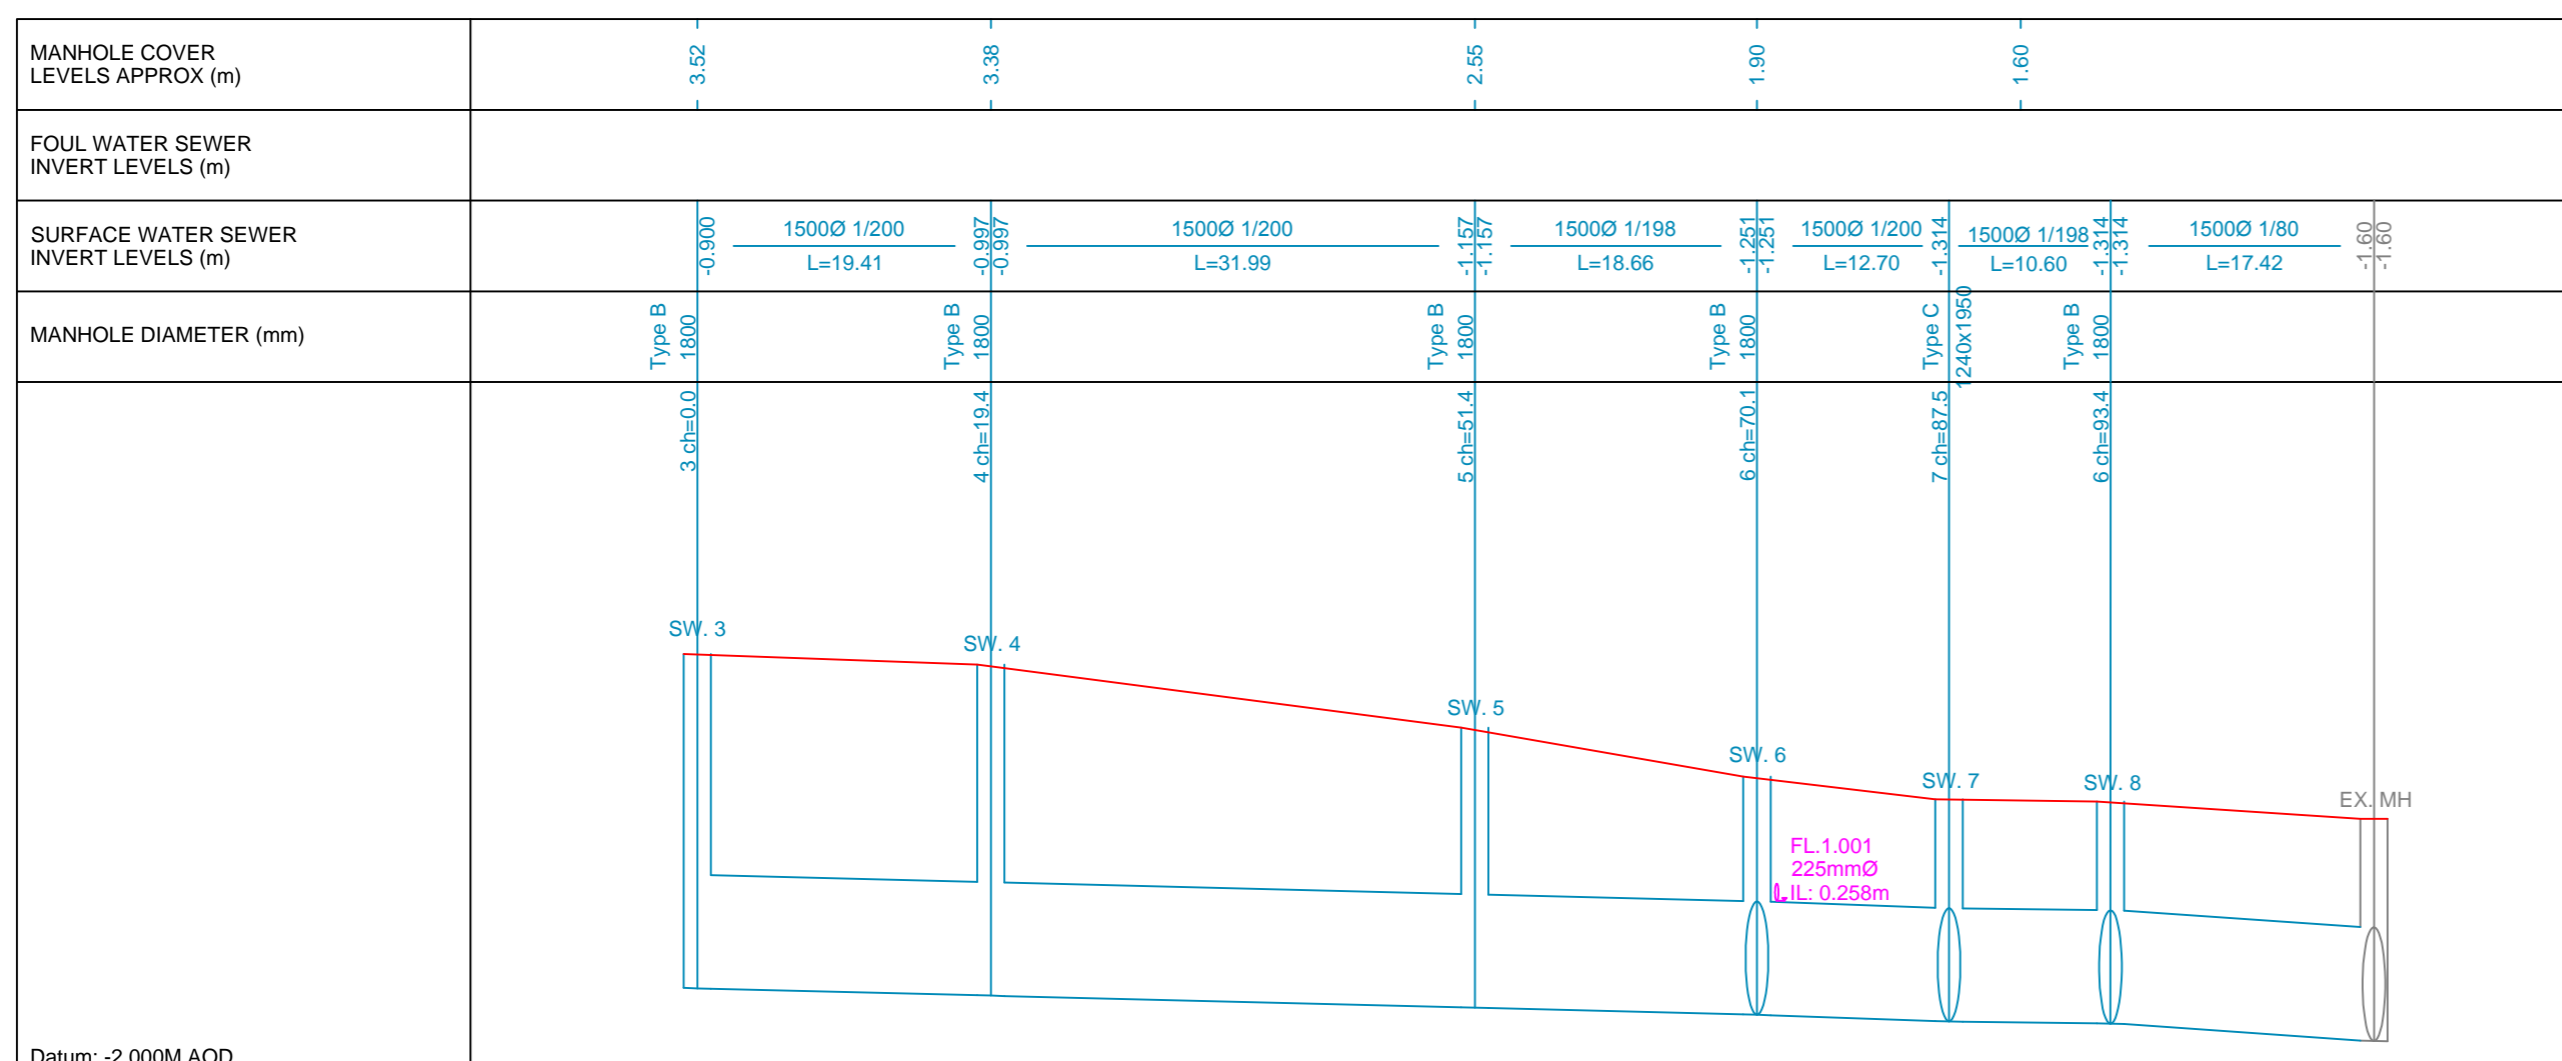 MANHOLE COVER
LEVELS APPROX (m)
3.52
3.38
2.55
1.90
1.60
FOUL WATER SEWER
INVERT LEVELS (m)
SURFACE WATER SEWER
INVERT LEVELS (m)
-0.900
1500Ø 1/200
L=19.41
-0.997
-0.997
1500Ø 1/200
L=31.99
-1.157
-1.157
1500Ø 1/198
L=18.66
-1.251
-1.251
1500Ø 1/200
L=12.70
-1.314
1500Ø 1/198
L=10.60
-1.314
-1.314
1500Ø 1/80
L=17.42
-1.60
-1.60
MANHOLE DIAMETER (mm)
Type B
1800
Type B
1800
Type B
1800
Type B
1800
Type C
1240x1950
Type B
1800
3 ch=0.0
4 ch=19.4
5 ch=51.4
6 ch=70.1
7 ch=87.5
6 ch=93.4
SW. 3
SW. 4
SW. 5
SW. 6
SW. 7
SW. 8
EX. MH
FL.1.001
225mmØ
IL: 0.258m
Datum: -2.000M AOD